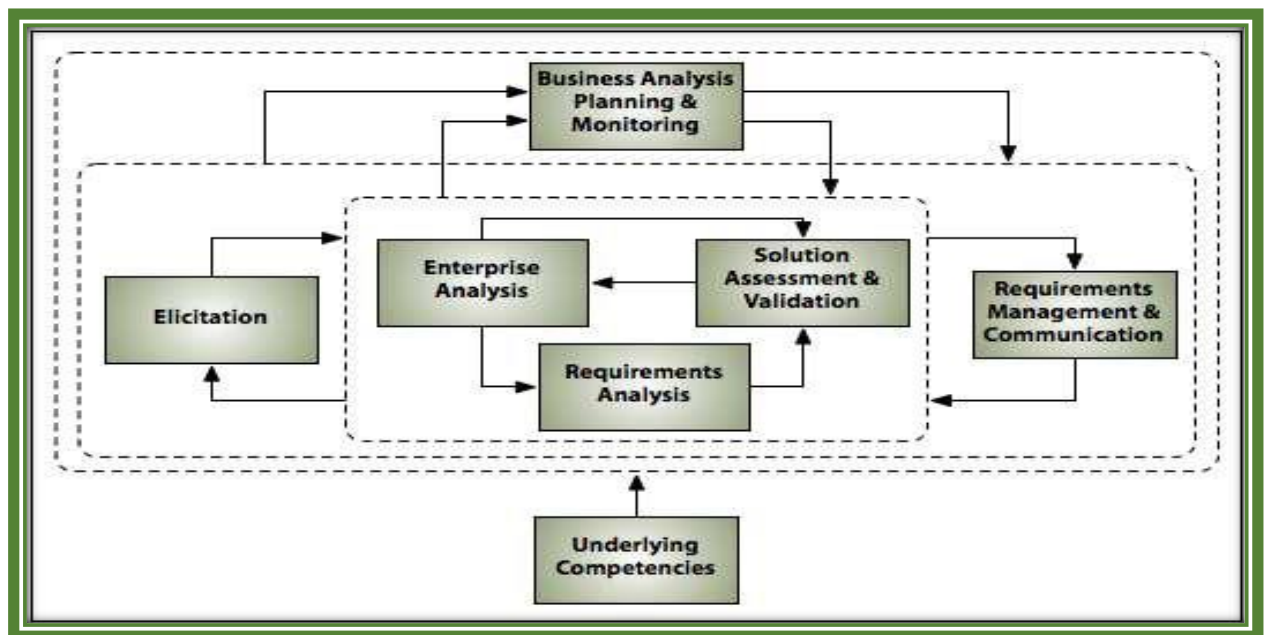 Business Analysis
Planning &
Monitoring
Enterprise
Analysis
Solution
Assessment &
Validation
Elicitation
Requirements
Management &
Communication
Requirements
Analysis
Underlying
Competencies